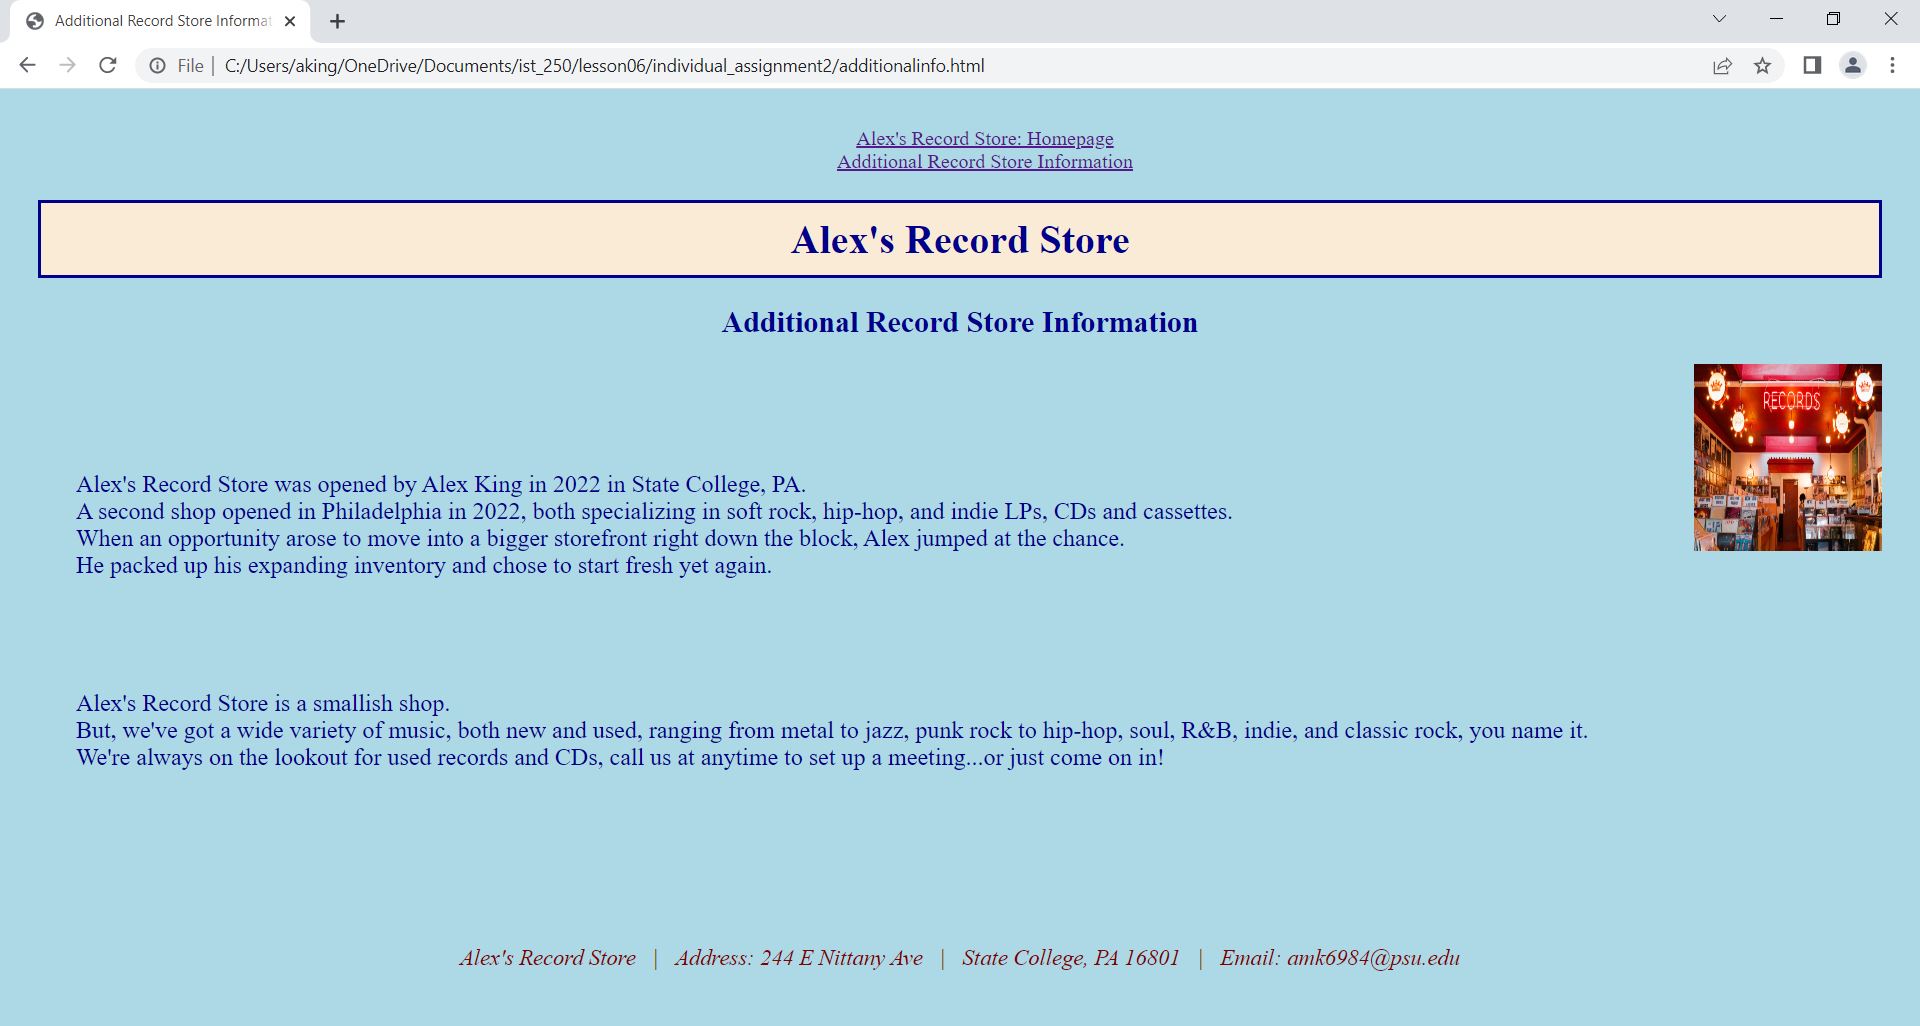 Additional Record Store Informat
File
C:/Users/aking/OneDrive/Documents/ist_250/lesson06/individual_assignment2/additionalinfo.html
Alex's Record Store: Homepage
Additional Record Store Information
Alex's Record Store
Additional Record Store Information
RECORDS
Alex's Record Store was opened by Alex King in 2022 in State College, PA.
A second shop opened in Philadelphia in 2022, both specializing in soft rock, hip-hop, and indie LPs, CDs and cassettes.
When an opportunity arose to move into a bigger storefront right down the block, Alex jumped at the chance.
He packed up his expanding inventory and chose to start fresh yet again.
Alex's Record Store is a smallish shop.
But, we've got a wide variety of music, both new and used, ranging from metal to jazz, punk rock to hip-hop, soul, R&B, indie, and classic rock, you name it.
We're always on the lookout for used records and CDs, call us at anytime to set up a meeting...or just come on in!
Alex's Record Store | Address: 244 E Nittany Ave | State College, PA 16801 | Email: amk6984@psu.edu